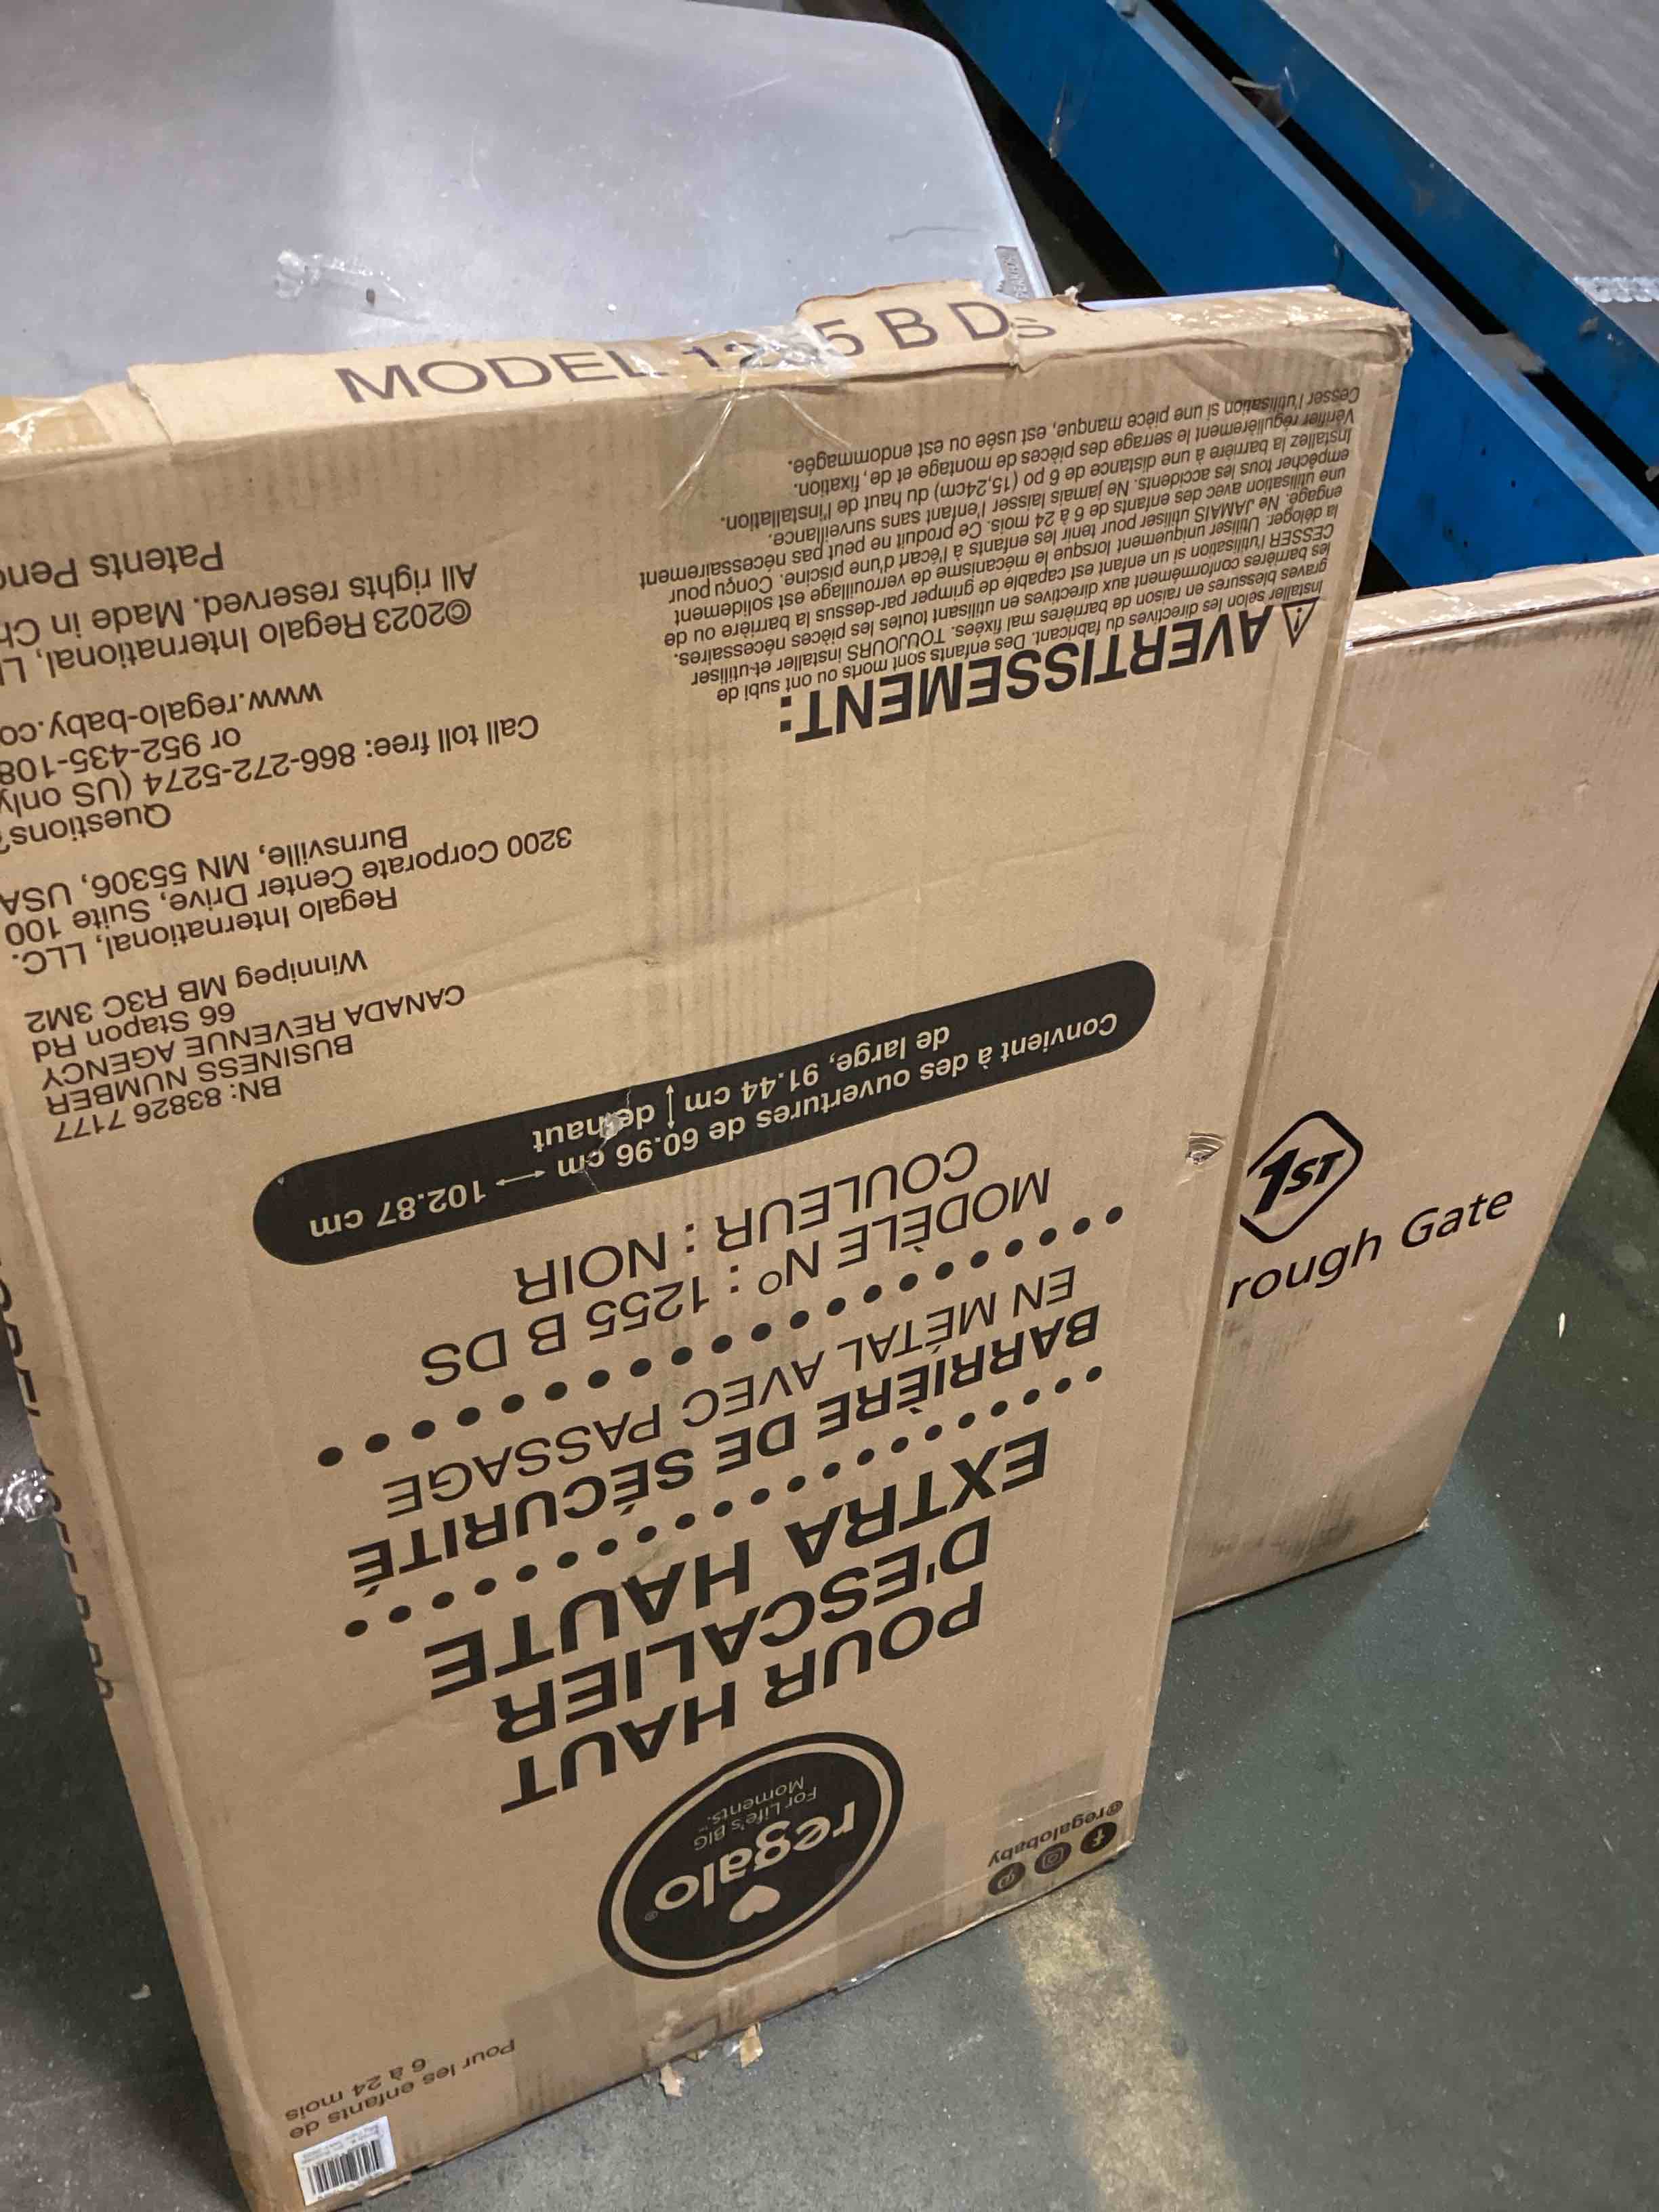 MODEL 12 5 B DS
Pour les enfants de
6 à 24 mois
@regalobaby
regalo®
For Life's BIG
Moments.™
POUR HAUT
D'ESCALIER
EXTRA HAUTE
BARRIÈRE DE SÉCURITÉ
EN MÉTAL AVEC PASSAGE
MODÈLE Nº : 1255 B DS
COULEUR : NOIR
Convient à des ouvertures de 60.96 cm ↔ 102.87 cm
de large, 91.44 cm ↕ de haut
BN: 83826 7177
BUSINESS NUMBER
CANADA REVENUE AGENCY
66 Stapon Rd
Winnipeg MB R3C 3M2
Regalo International, LLC.
3200 Corporate Center Drive, Suite 100
Burnsville, MN 55306, USA
Questions?
Call toll free: 866-272-5274 (US only
or 952-435-108
www.regalo-baby.co
©2023 Regalo International, LL
All rights reserved. Made in Ch
Patents Pend
⚠ AVERTISSEMENT:
Installer selon les directives du fabricant. Des enfants sont morts ou ont subi de
graves blessures en raison de barrières mal fixées. TOUJOURS installer et utiliser
les barrières conformément aux directives en utilisant toutes les pièces nécessaires.
CESSER l'utilisation si un enfant est capable de grimper par-dessus la barrière ou de
la déloger. Utiliser uniquement lorsque le mécanisme de verrouillage est solidement
engagé. Ne JAMAIS utiliser pour tenir les enfants à l'écart d'une piscine. Conçu pour
une utilisation avec des enfants de 6 à 24 mois. Ce produit ne peut pas nécessairement
empêcher tous les accidents. Ne jamais laisser l'enfant sans surveillance.
Installez la barrière à une distance de 6 po (15,24cm) du haut de l'installation.
Vérifier régulièrement le serrage des pièces de montage et de, fixation.
Cesser l'utilisation si une pièce manque, est usée ou est endommagée.
1ST
rough Gate